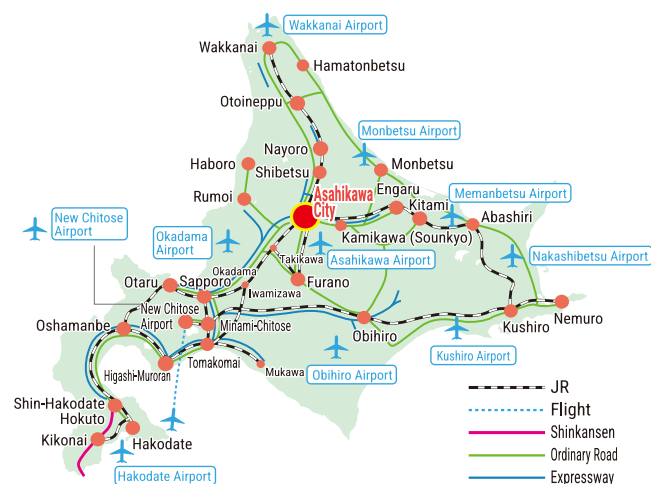 Wakkanai Airport
Wakkanai
Hamatonbetsu
Otoineppu
Monbetsu Airport
Nayoro
Haboro
Shibetsu
Monbetsu
Engaru
Memanbetsu Airport
Rumoi
Asahikawa
City
Kitami
Abashiri
New Chitose
Airport
Kamikawa (Sounkyo)
Okadama
Airport
Nakashibetsu Airport
Takikawa
Asahikawa Airport
Okadama
Otaru
Sapporo
Furano
Iwamizawa
New Chitose
Airport
Oshamanbe
Minami-Chitose
Nemuro
Kushiro
Obihiro
Kushiro Airport
Tomakomai
Higashi-Muroran
Mukawa
Obihiro Airport
JR
Shin-Hakodate
Hokuto
Flight
Kikonai
Hakodate
Shinkansen
Ordinary Road
Hakodate Airport
Expressway